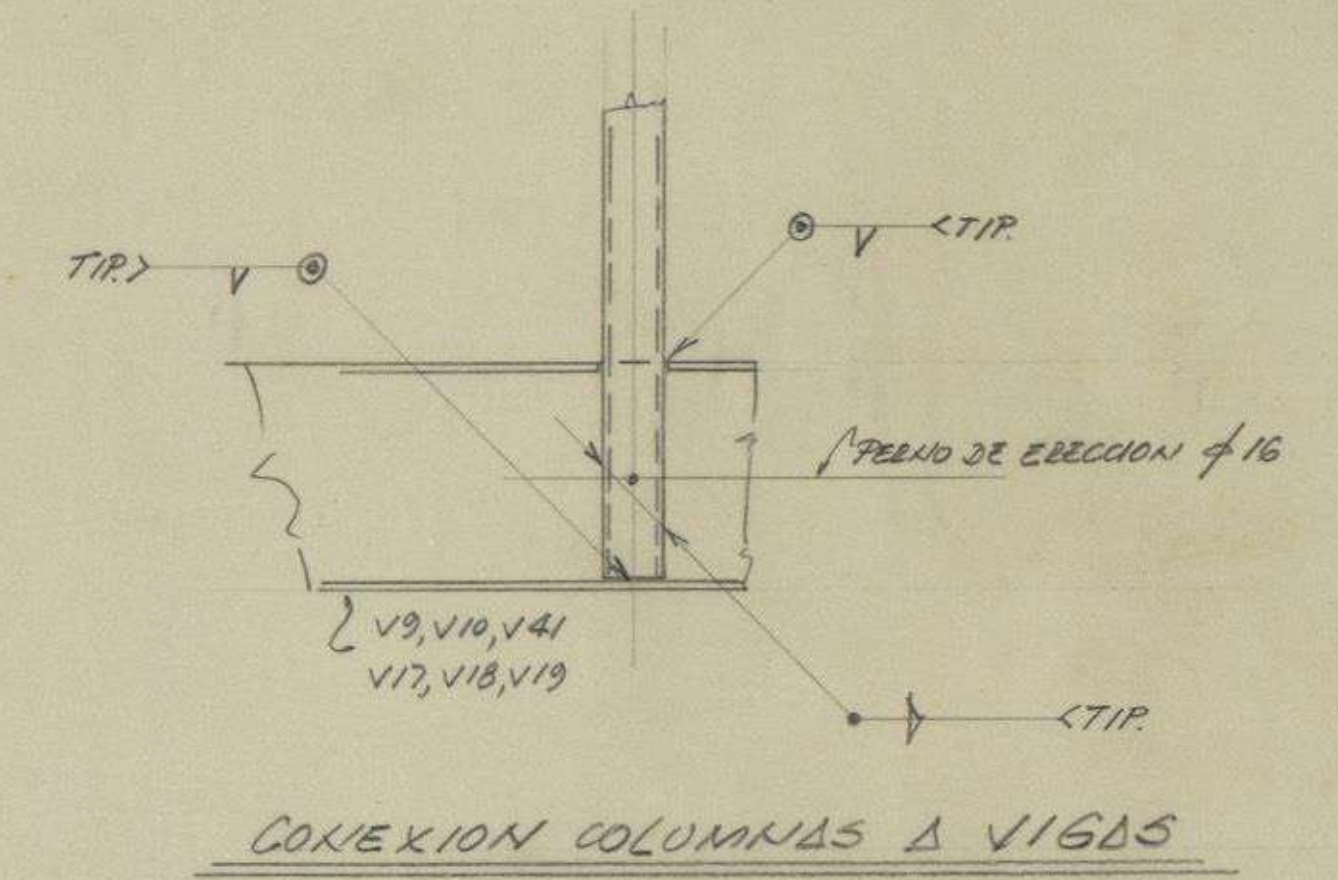 TIP.
TIP.
PERNO DE ERECCION ϕ 16
V9, V10, V41
V17, V18, V19
TIP.
CONEXION COLUMNAS A VIGAS